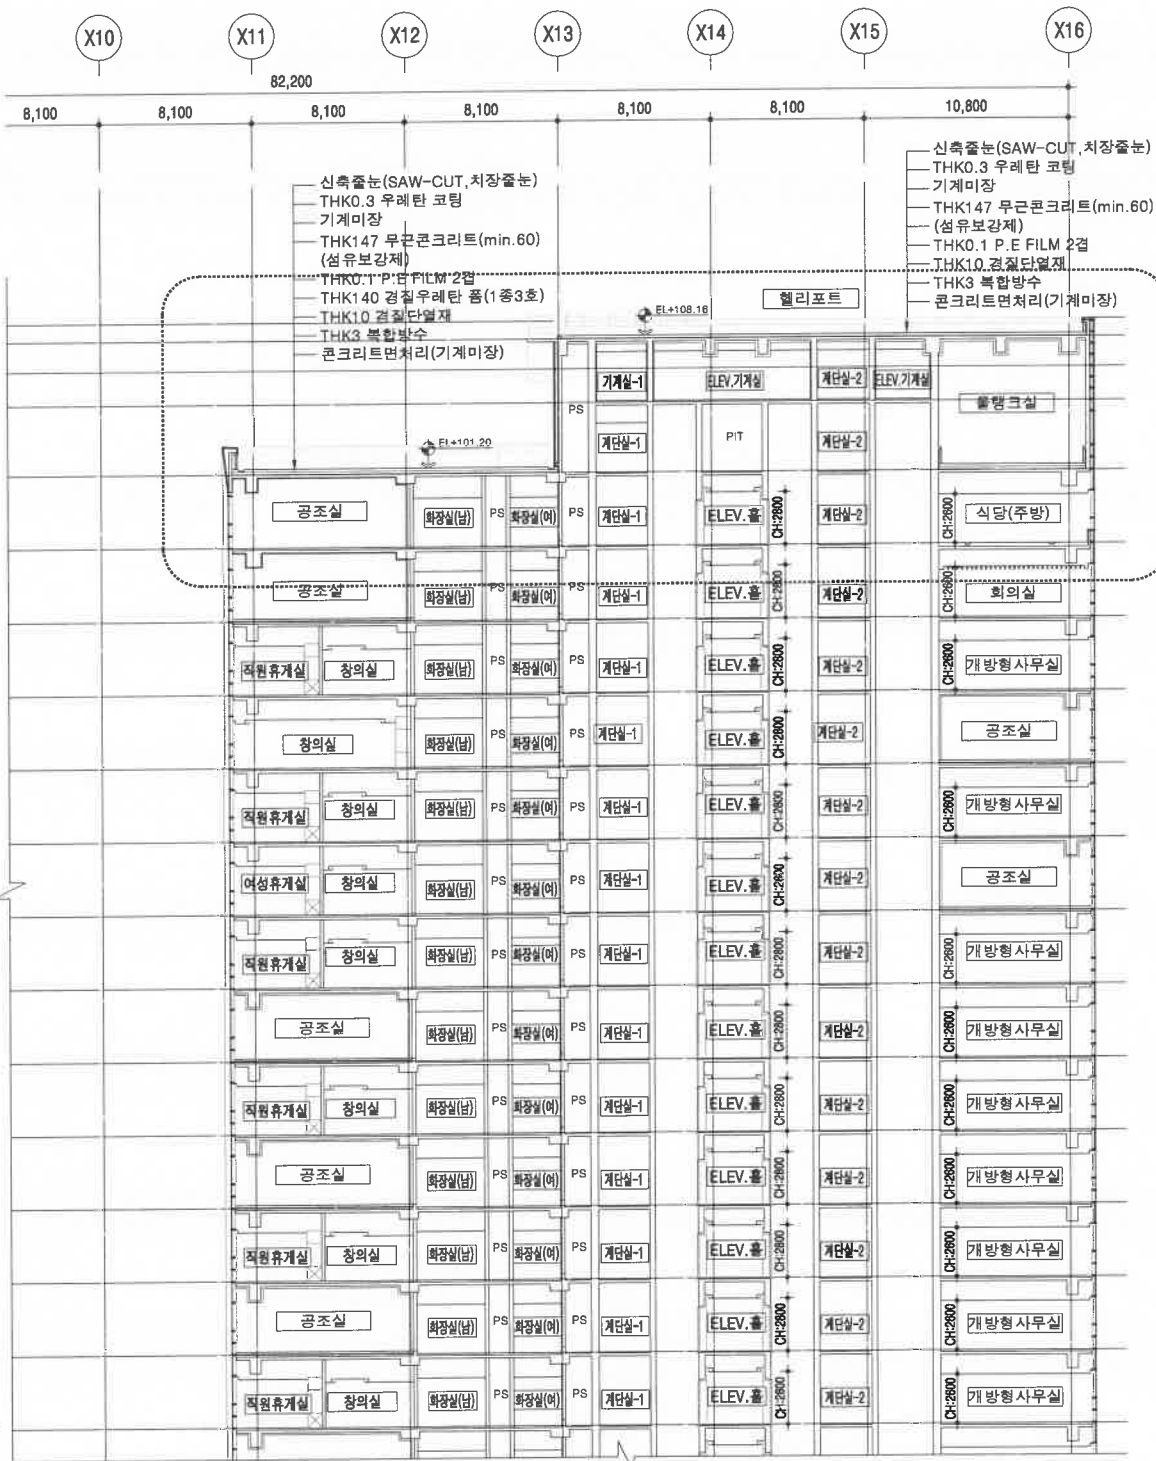 X10 X11 X12 X13 X14 X15 X16
82,200
8,100 8,100 8,100 8,100 8,100 8,100 10,800
신축줄눈(SAW-CUT,치장줄눈)
THK0.3 우레탄 코팅
기계미장
THK147 무근콘크리트(min.60)
(섬유보강제)
THK0.1 P.E FILM 2겹
THK140 경질우레탄 폼(1종3호)
THK10 경질단열재
THK3 복합방수
콘크리트면처리(기계미장)
신축줄눈(SAW-CUT,치장줄눈)
THK0.3 우레탄 코팅
기계미장
THK147 무근콘크리트(min.60)
(섬유보강제)
THK0.1 P.E FILM 2겹
THK10 경질단열재
THK3 복합방수
콘크리트면처리(기계미장)
EL+108.16 헬리포트
기계실-1 ELEV.기계실 계단실-2 ELEV.기계실 물탱크실
PS
EL+101.20 계단실-1 PIT 계단실-2
공조실 화장실(남) PS 화장실(여) PS 계단실-1 ELEV.홀 CH:2800 계단실-2 CH:2600 식당(주방)
공조실 화장실(남) PS 화장실(여) PS 계단실-1 ELEV.홀 CH:2800 계단실-2 CH:2600 회의실
직원휴게실 창의실 화장실(남) PS 화장실(여) PS 계단실-1 ELEV.홀 CH:2800 계단실-2 CH:2600 개방형사무실
창의실 화장실(남) PS 화장실(여) PS 계단실-1 ELEV.홀 CH:2800 계단실-2 공조실
직원휴게실 창의실 화장실(남) PS 화장실(여) PS 계단실-1 ELEV.홀 CH:2800 계단실-2 CH:2600 개방형사무실
여성휴게실 창의실 화장실(남) PS 화장실(여) PS 계단실-1 ELEV.홀 CH:2800 계단실-2 공조실
직원휴게실 창의실 화장실(남) PS 화장실(여) PS 계단실-1 ELEV.홀 CH:2800 계단실-2 CH:2600 개방형사무실
공조실 화장실(남) PS 화장실(여) PS 계단실-1 ELEV.홀 CH:2800 계단실-2 CH:2600 개방형사무실
직원휴게실 창의실 화장실(남) PS 화장실(여) PS 계단실-1 ELEV.홀 CH:2800 계단실-2 CH:2600 개방형사무실
공조실 화장실(남) PS 화장실(여) PS 계단실-1 ELEV.홀 CH:2800 계단실-2 CH:2600 개방형사무실
직원휴게실 창의실 화장실(남) PS 화장실(여) PS 계단실-1 ELEV.홀 CH:2800 계단실-2 CH:2600 개방형사무실
공조실 화장실(남) PS 화장실(여) PS 계단실-1 ELEV.홀 CH:2800 계단실-2 CH:2600 개방형사무실
직원휴게실 창의실 화장실(남) PS 화장실(여) PS 계단실-1 ELEV.홀 CH:2800 계단실-2 CH:2600 개방형사무실